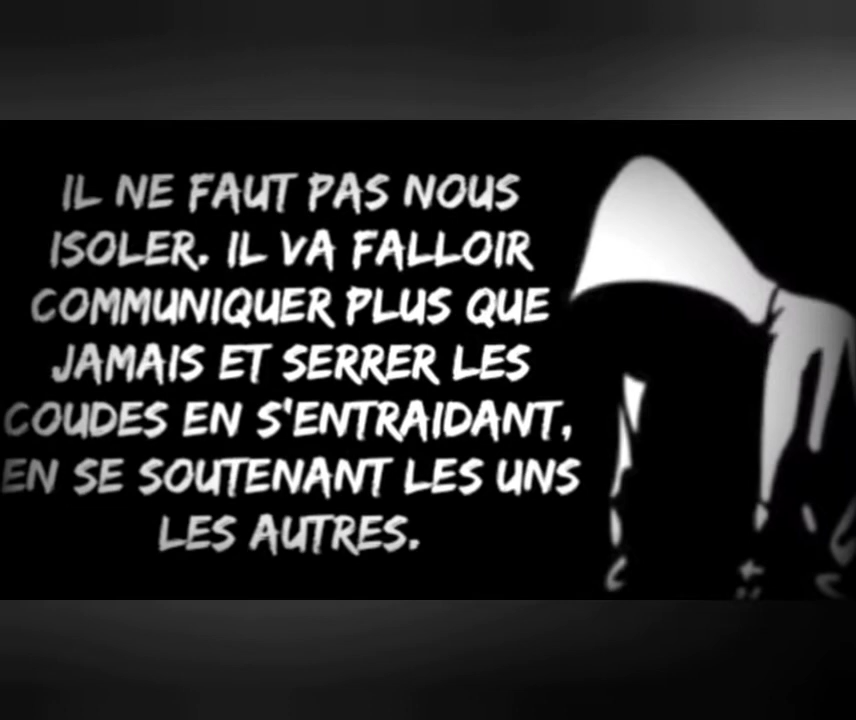 IL NE FAUT PAS NOUS
ISOLER. IL VA FALLOIR
COMMUNIQUER PLUS QUE
JAMAIS ET SERRER LES
COUDES EN S'ENTRAIDANT,
EN SE SOUTENANT LES UNS
LES AUTRES.